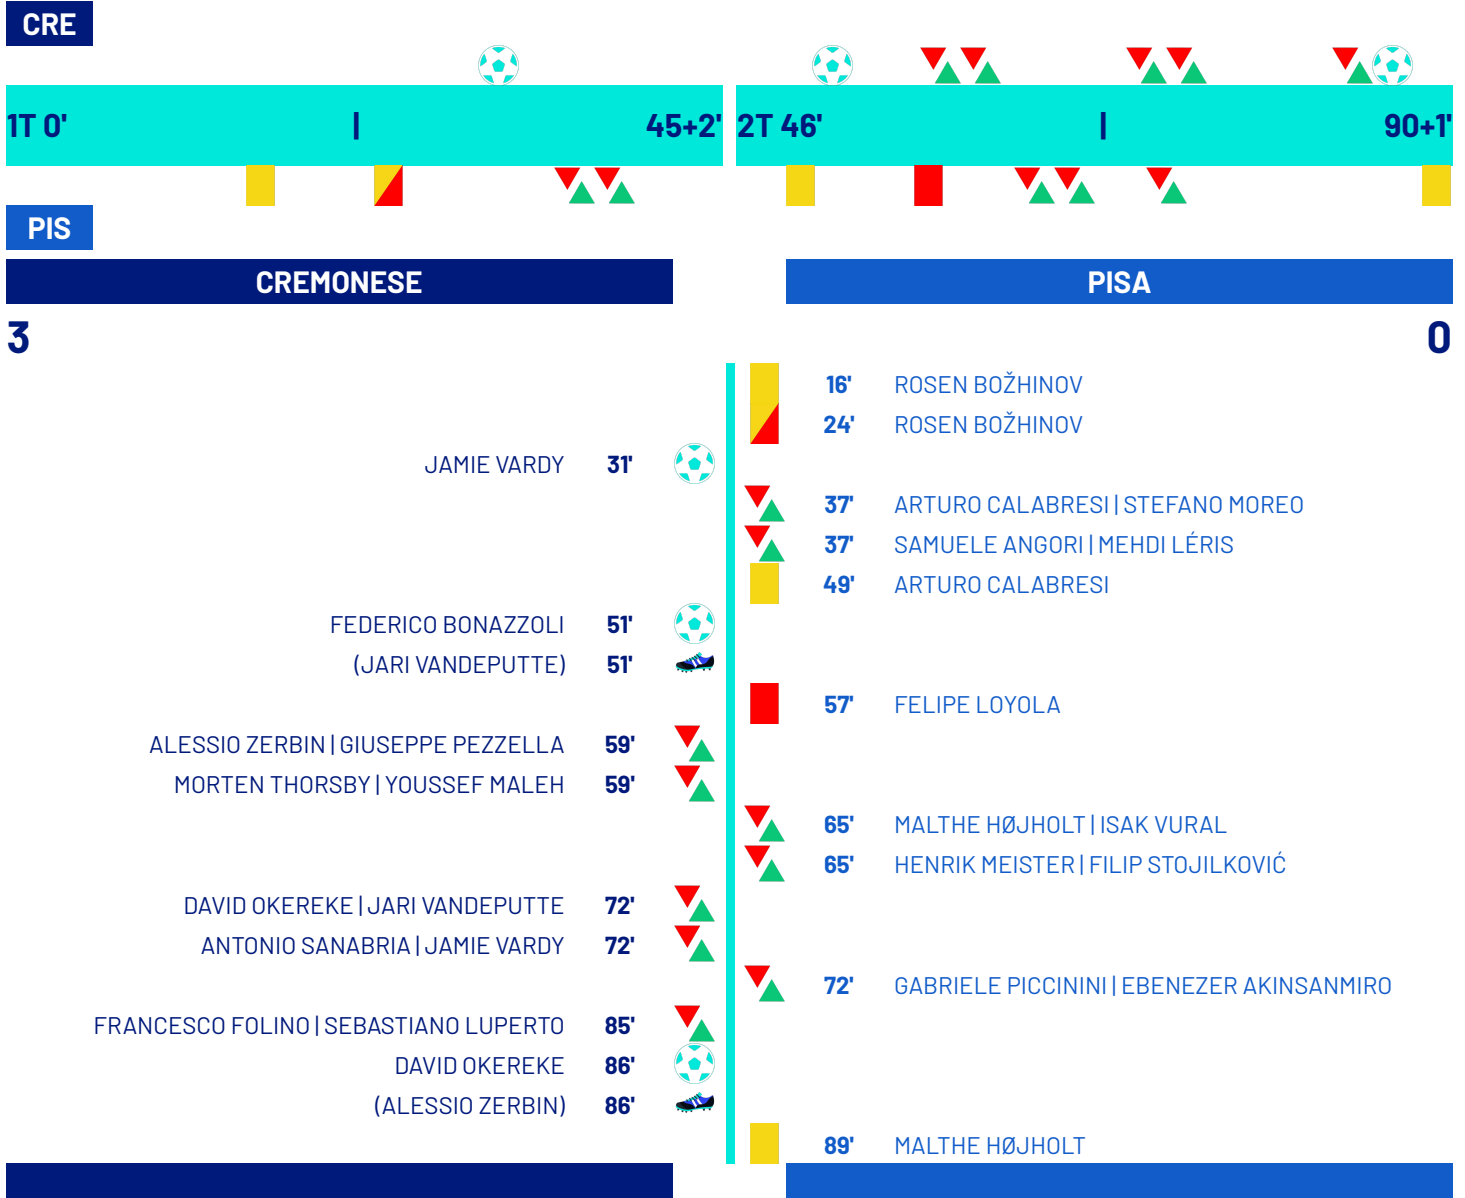 CRE
1T 0' | 45+2' 2T 46' | 90+1'
PIS
CREMONESE PISA
3 0
16' ROSEN BOŽHINOV
24' ROSEN BOŽHINOV
JAMIE VARDY 31'
37' ARTURO CALABRESI | STEFANO MOREO
37' SAMUELE ANGORI | MEHDI LÉRIS
49' ARTURO CALABRESI
FEDERICO BONAZZOLI 51'
(JARI VANDEPUTTE) 51'
57' FELIPE LOYOLA
ALESSIO ZERBIN | GIUSEPPE PEZZELLA 59'
MORTEN THORSBY | YOUSSEF MALEH 59'
65' MALTHE HØJHOLT | ISAK VURAL
65' HENRIK MEISTER | FILIP STOJILKOVIĆ
DAVID OKEREKE | JARI VANDEPUTTE 72'
ANTONIO SANABRIA | JAMIE VARDY 72'
72' GABRIELE PICCININI | EBENEZER AKINSANMIRO
FRANCESCO FOLINO | SEBASTIANO LUPERTO 85'
DAVID OKEREKE 86'
(ALESSIO ZERBIN) 86'
89' MALTHE HØJHOLT